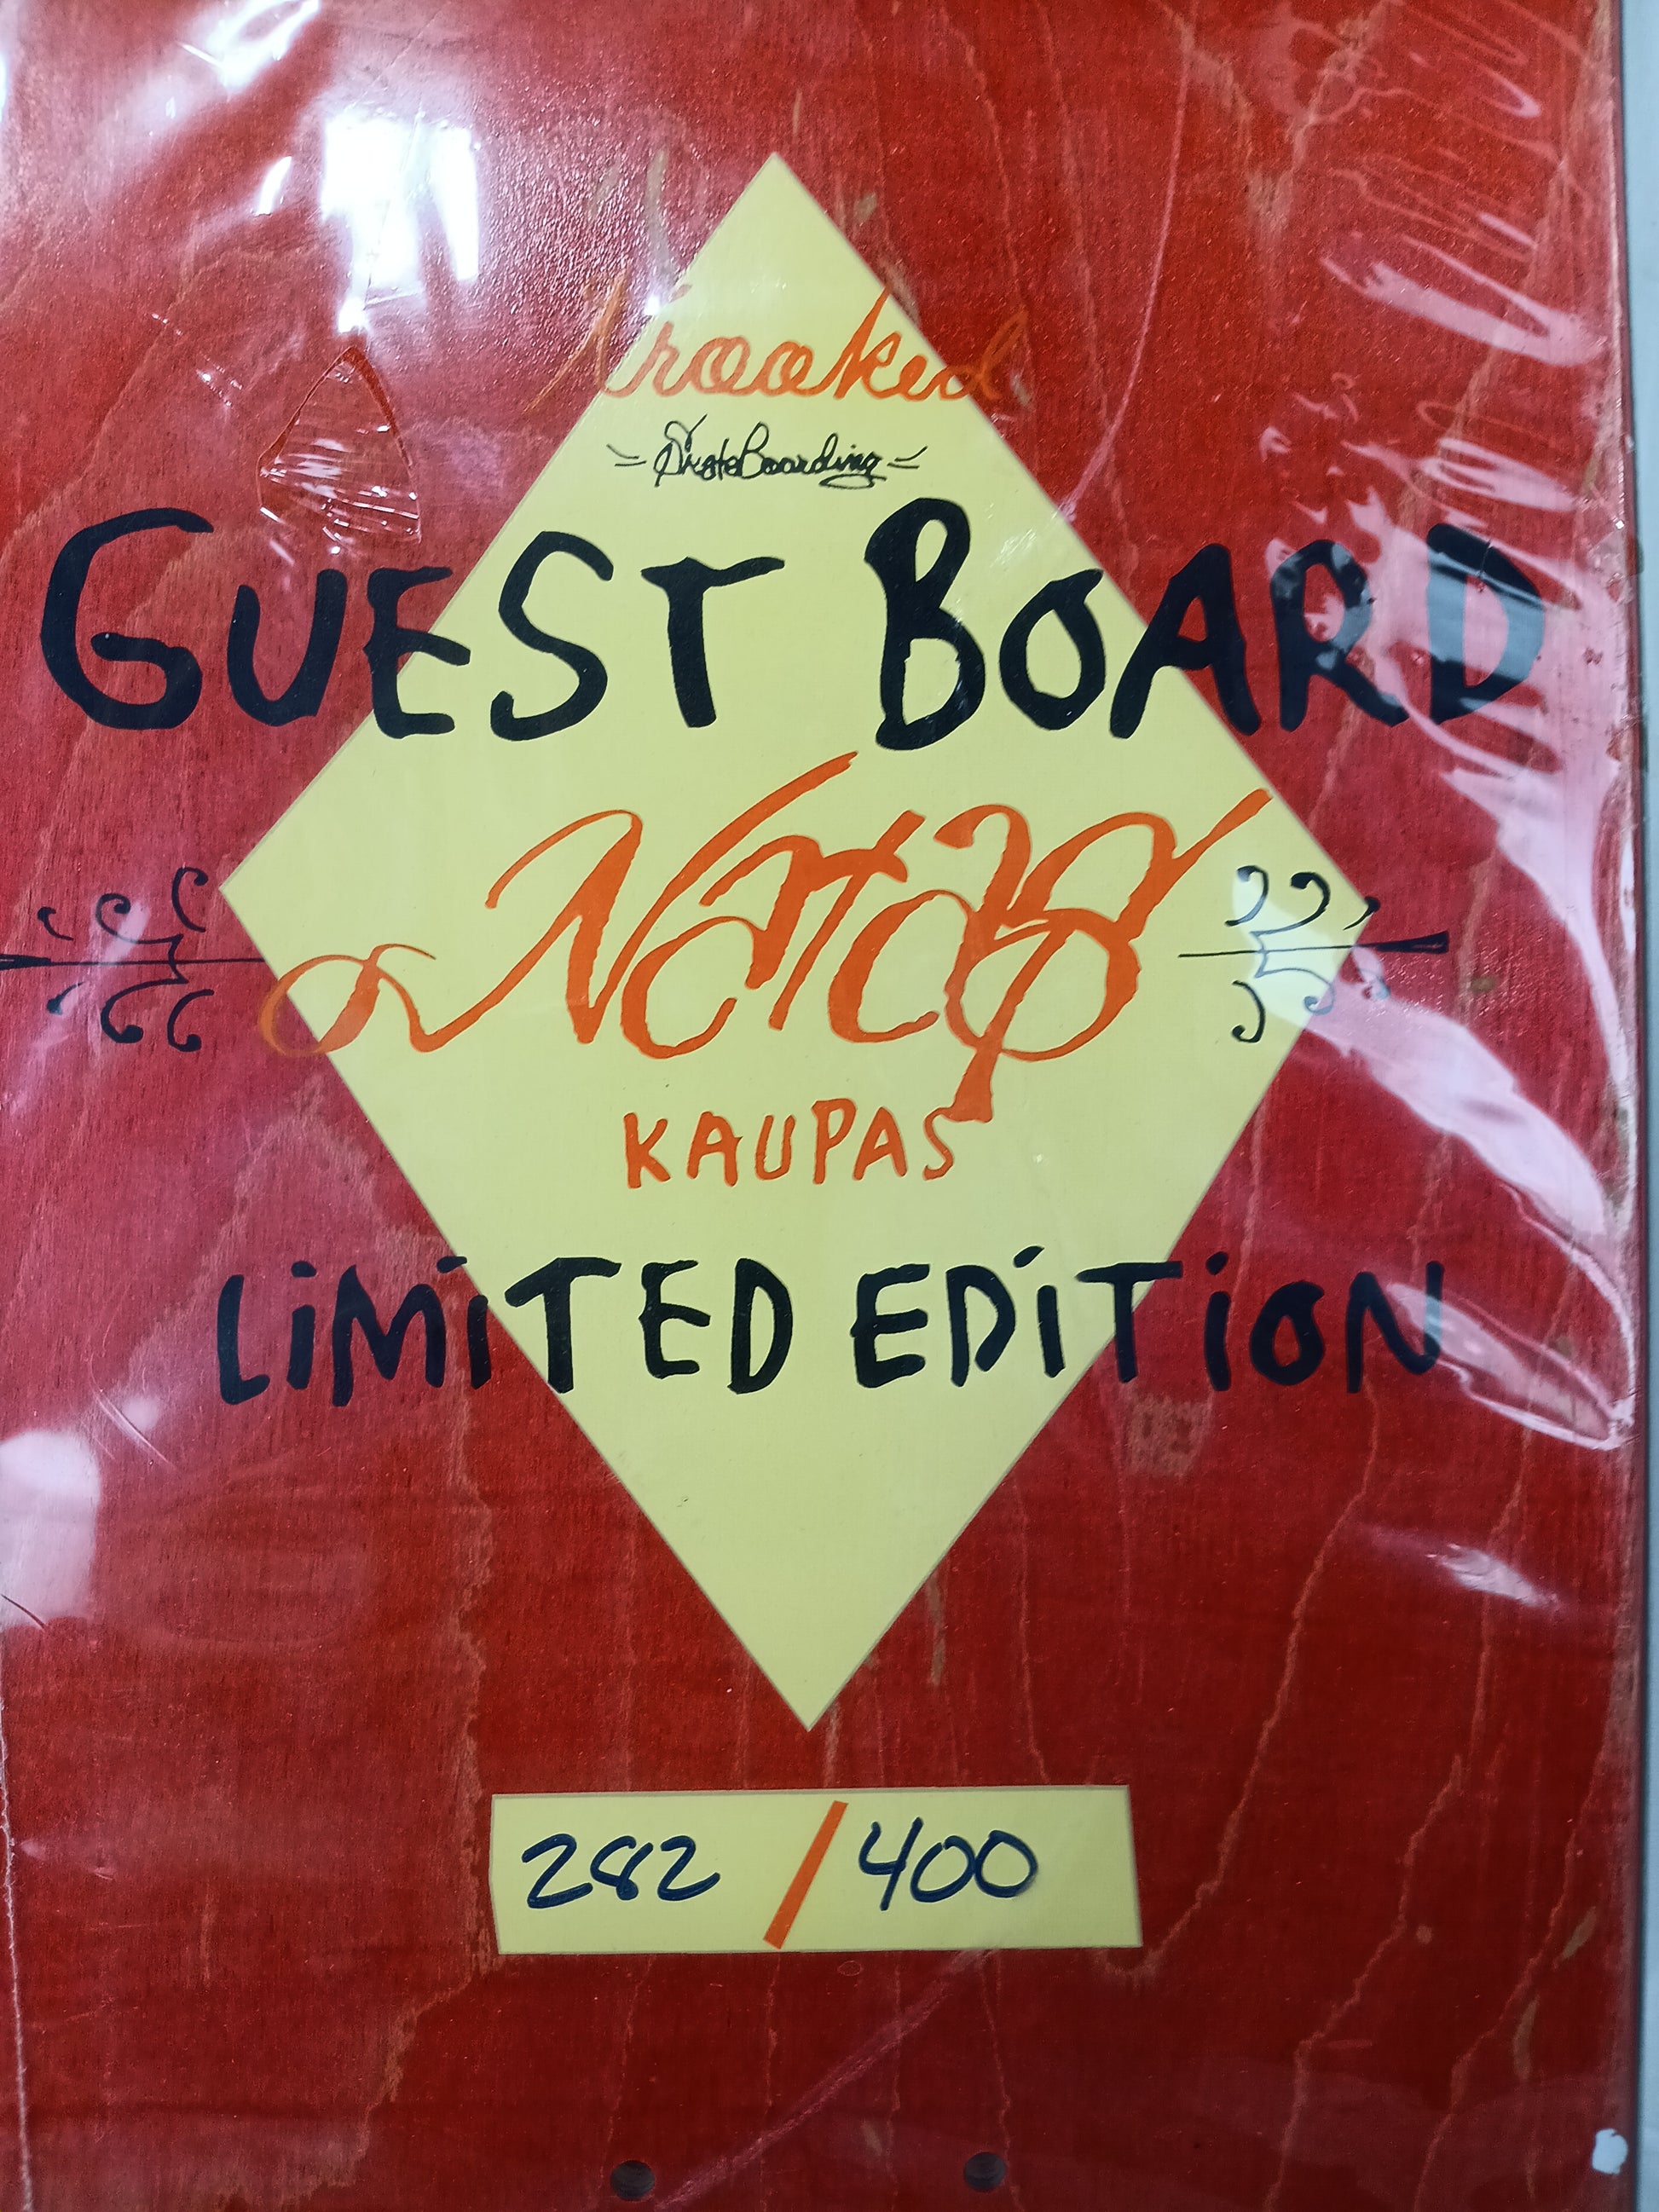 Krooked
SkateBoarding
GUEST BOARD
NATAS
KAUPAS
LiMiTED EDiTiON
282 / 400